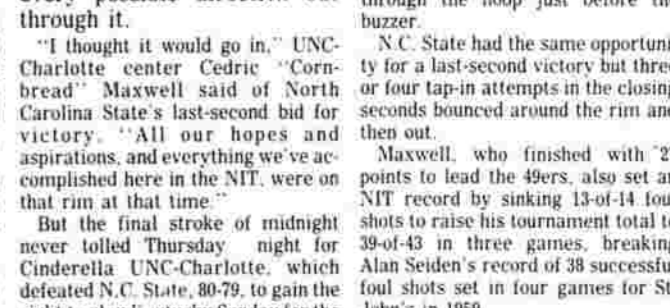 through it.
"I thought it would go in," UNC-
Charlotte center Cedric "Corn-
bread" Maxwell said of North
Carolina State's last-second bid for
victory. "All our hopes and
aspirations, and everything we've ac-
complished here in the NIT, were on
that rim at that time."
But the final stroke of midnight
never tolled Thursday night for
Cinderella UNC-Charlotte, which
defeated N.C. State, 80-79, to gain the
through the hoop just before the
buzzer.
N.C. State had the same opportuni
ty for a last-second victory but three
or four tap-in attempts in the closing
seconds bounced around the rim an
then out.
Maxwell, who finished with
points to lead the 49ers, also set a
NIT record by sinking 13-of-14 fou
shots to raise his tournament total t
39-of-43 in three games, breaking
Alan Seiden's record of 38 successfu
foul shots set in four games for S
John's in 1959